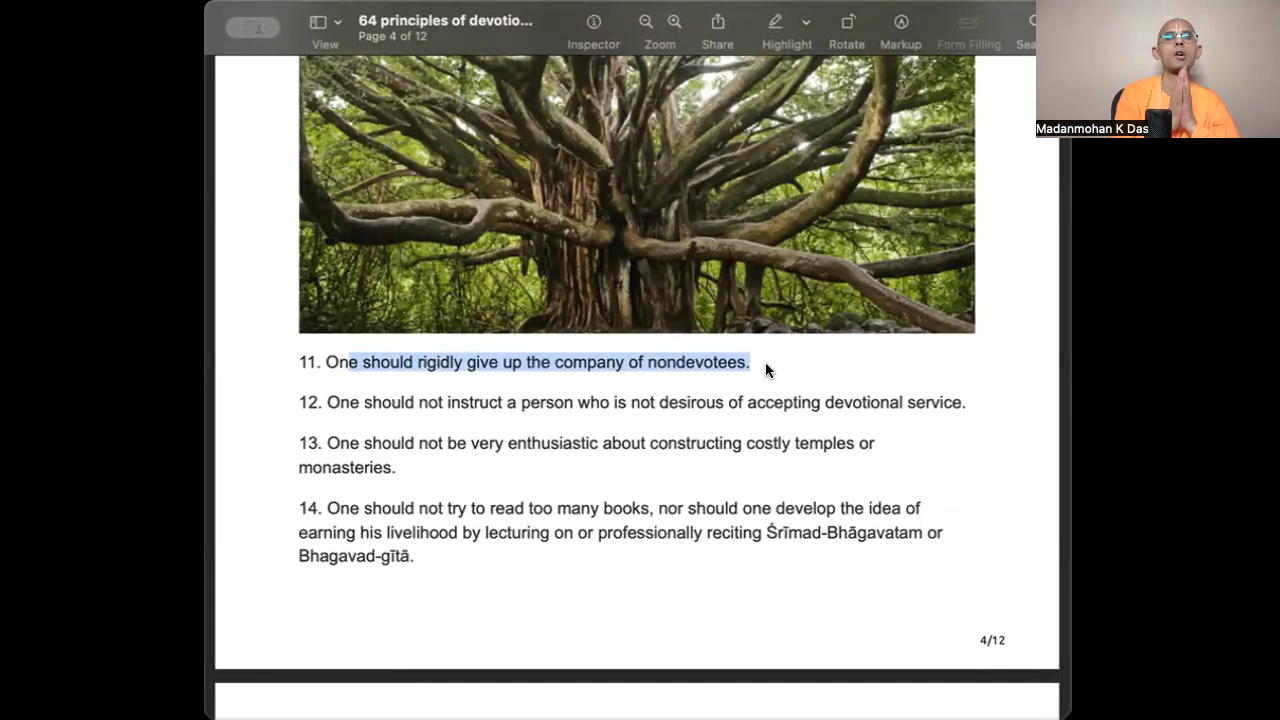 64 principles of devotio...
Page 4 of 12
View
Inspector
Zoom
Share
Highlight
Rotate
Markup
Form Filling
Sea
Madanmohan K Das
11. One should rigidly give up the company of nondevotees.
12. One should not instruct a person who is not desirous of accepting devotional service.
13. One should not be very enthusiastic about constructing costly temples or
monasteries.
14. One should not try to read too many books, nor should one develop the idea of
earning his livelihood by lecturing on or professionally reciting Śrīmad-Bhāgavatam or
Bhagavad-gītā.
4/12